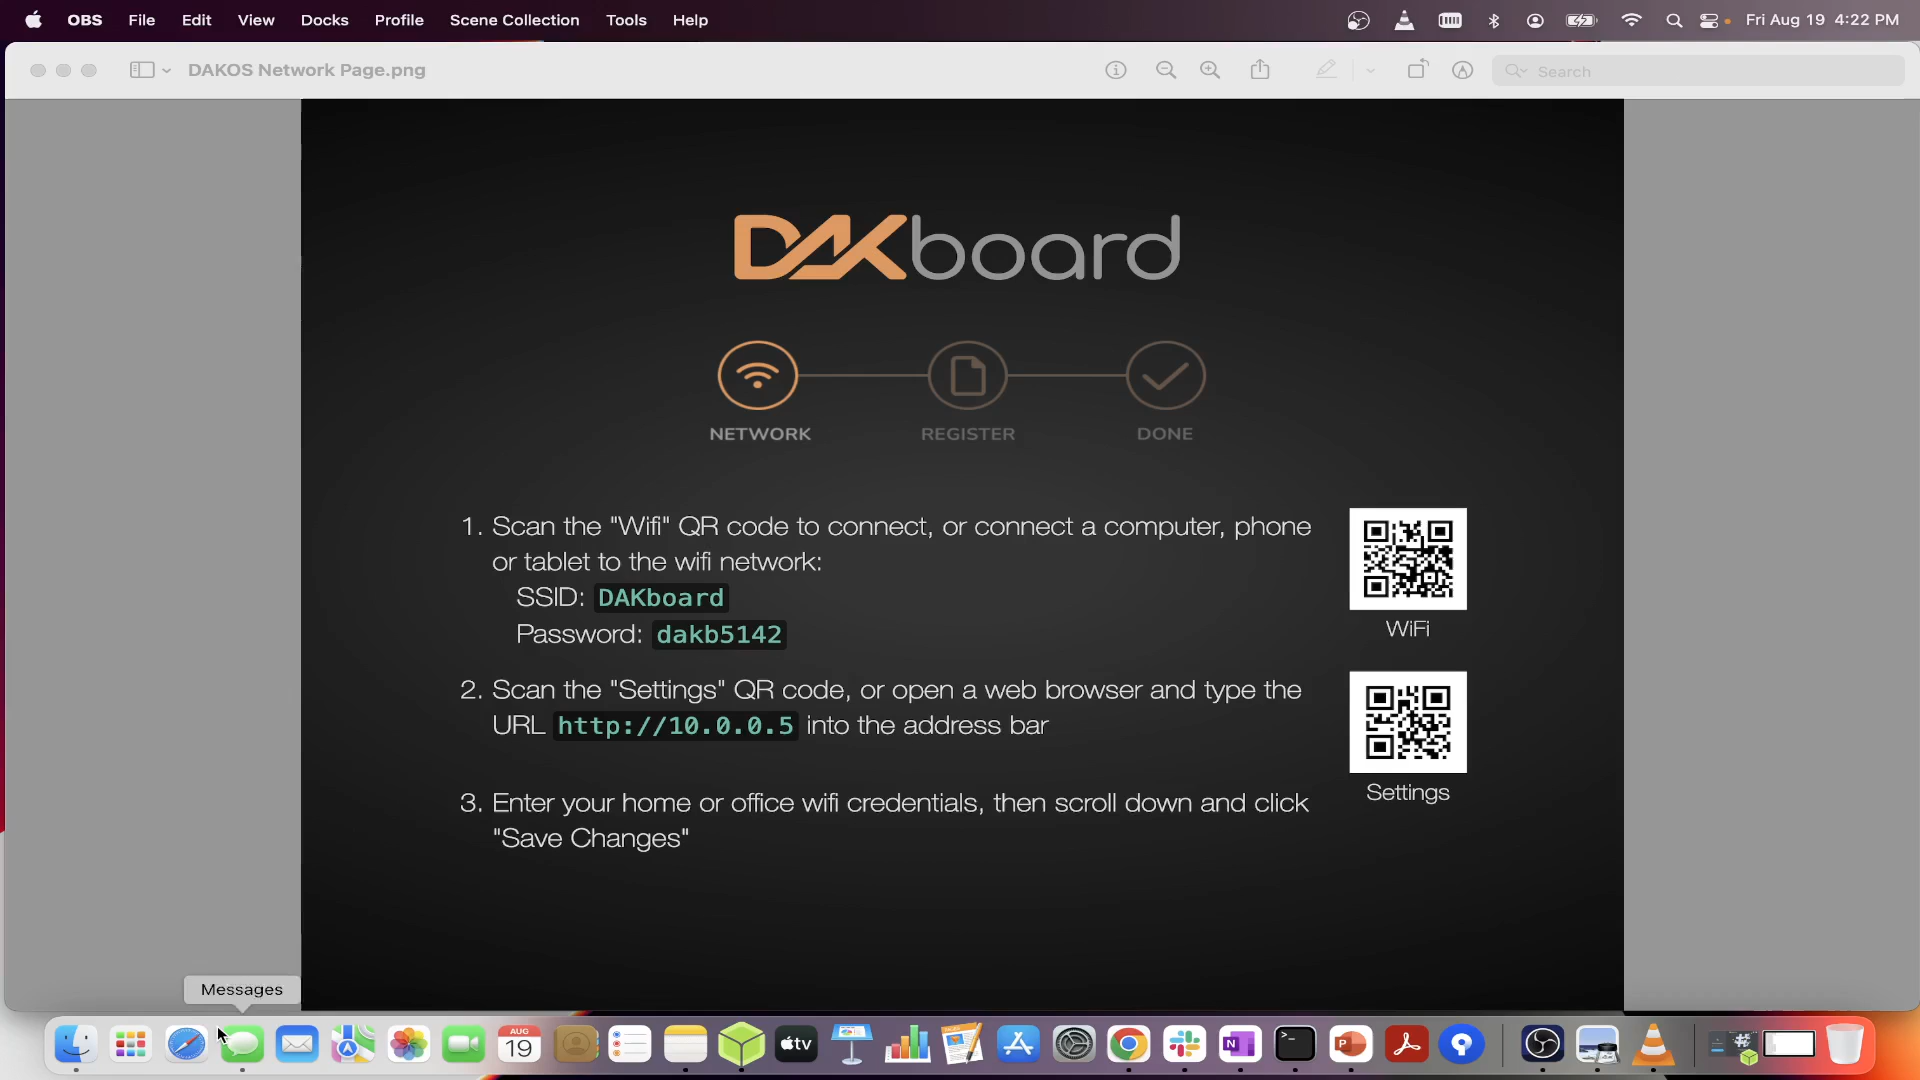 OBS File Edit View Docks Profile Scene Collection Tools Help Fri Aug 19 4:22 PM
DAKOS Network Page.png
Search
DAKboard
NETWORK REGISTER DONE
1. Scan the "Wifi" QR code to connect, or connect a computer, phone
or tablet to the wifi network:
SSID: DAKboard
Password: dakb5142
WiFi
2. Scan the "Settings" QR code, or open a web browser and type the
URL http://10.0.0.5 into the address bar
Settings
3. Enter your home or office wifi credentials, then scroll down and click
"Save Changes"
Messages
AUG
19
tv